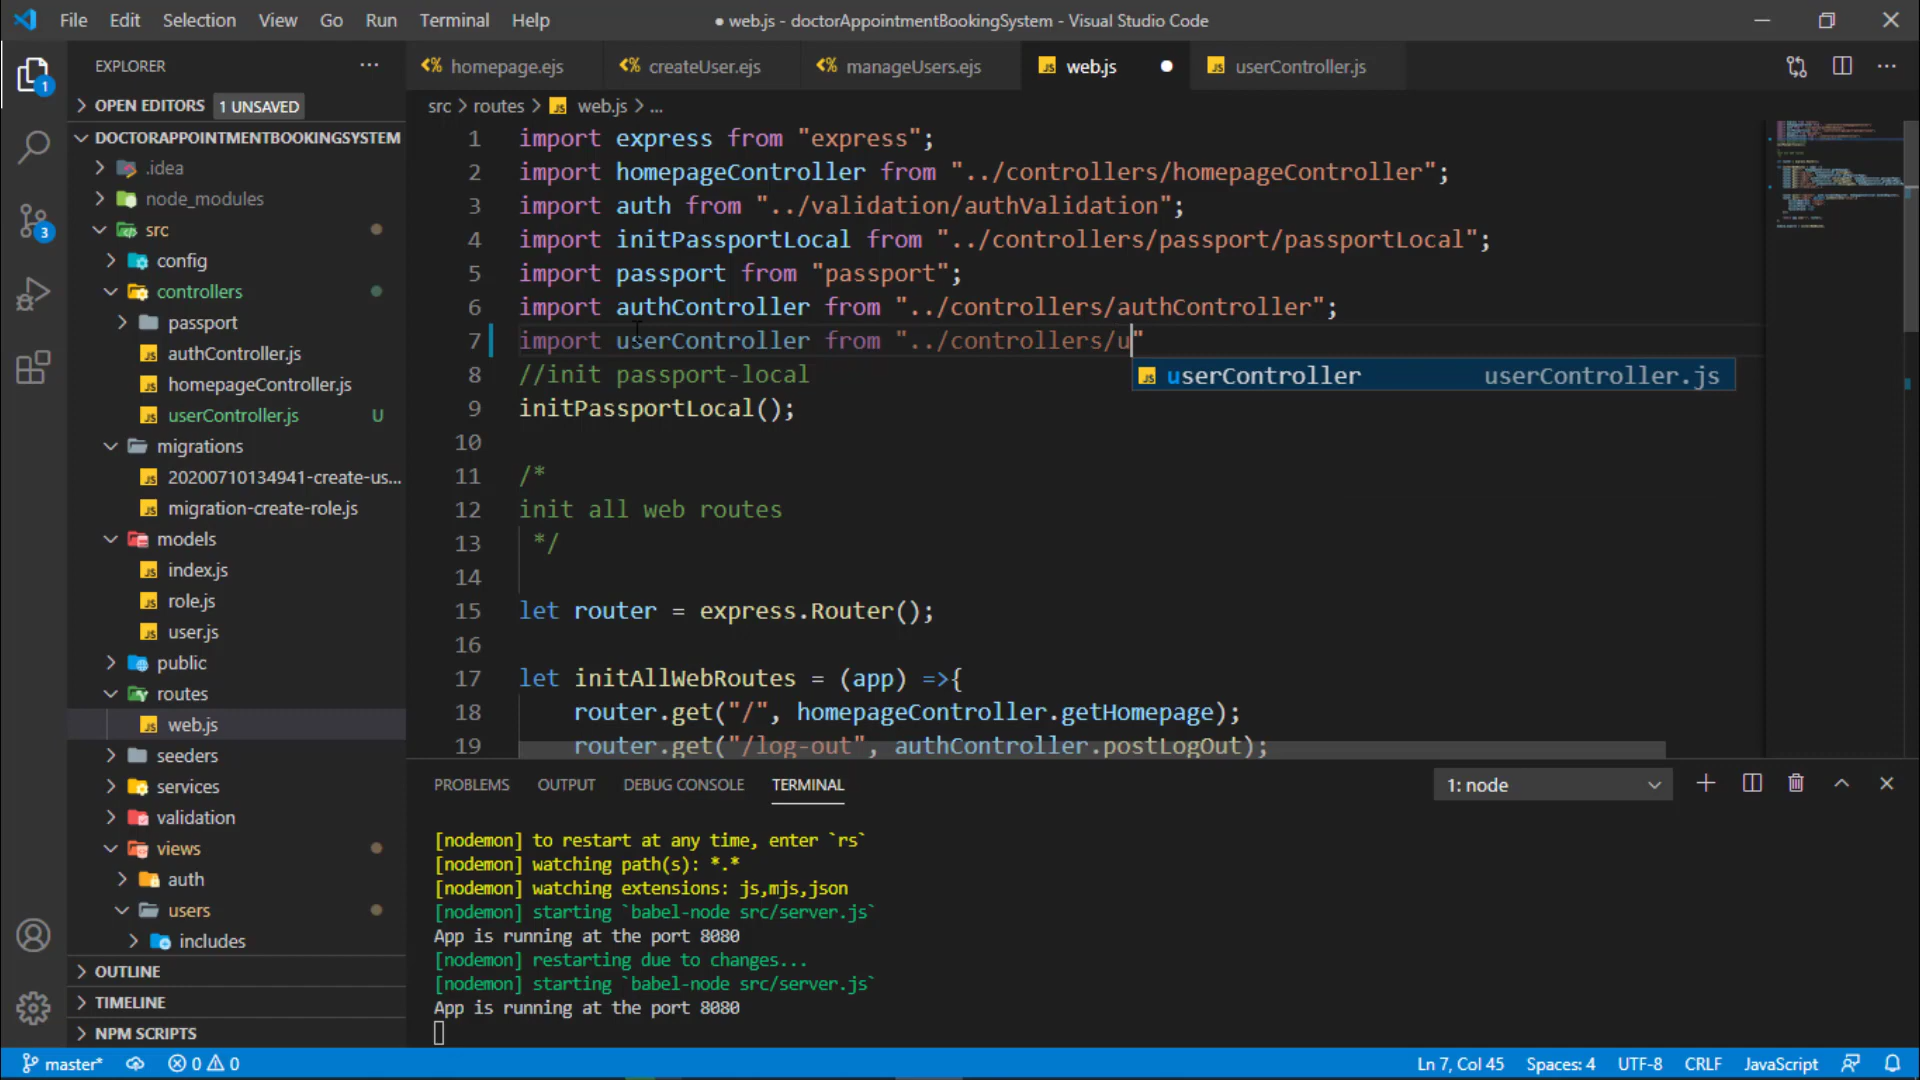 File Edit Selection View Go Run Terminal Help ● web.js - doctorAppointmentBookingSystem - Visual Studio Code
EXPLORER ···
homepage.ejs createUser.ejs manageUsers.ejs web.js userController.js
OPEN EDITORS 1 UNSAVED
src > routes > web.js > ...
DOCTORAPPOINTMENTBOOKINGSYSTEM
.idea
node_modules
src
config
controllers
passport
authController.js
homepageController.js
userController.js U
migrations
20200710134941-create-us...
migration-create-role.js
models
index.js
role.js
user.js
public
routes
web.js
seeders
services
validation
views
auth
users
includes
OUTLINE
TIMELINE
NPM SCRIPTS
1
3
1 import express from "express";
2 import homepageController from "../controllers/homepageController";
3 import auth from "../validation/authValidation";
4 import initPassportLocal from "../controllers/passport/passportLocal";
5 import passport from "passport";
6 import authController from "../controllers/authController";
7 import userController from "../controllers/u"
userController userController.js
8 //init passport-local
9 initPassportLocal();
10
11 /*
12 init all web routes
13 */
14
15 let router = express.Router();
16
17 let initAllWebRoutes = (app) =>{
18 router.get("/", homepageController.getHomepage);
19 router.get("/log-out", authController.postLogOut);
PROBLEMS OUTPUT DEBUG CONSOLE TERMINAL 1: node
[nodemon] to restart at any time, enter `rs`
[nodemon] watching path(s): *.*
[nodemon] watching extensions: js,mjs,json
[nodemon] starting `babel-node src/server.js`
App is running at the port 8080
[nodemon] restarting due to changes...
[nodemon] starting `babel-node src/server.js`
App is running at the port 8080
master* 0 0 Ln 7, Col 45 Spaces: 4 UTF-8 CRLF JavaScript